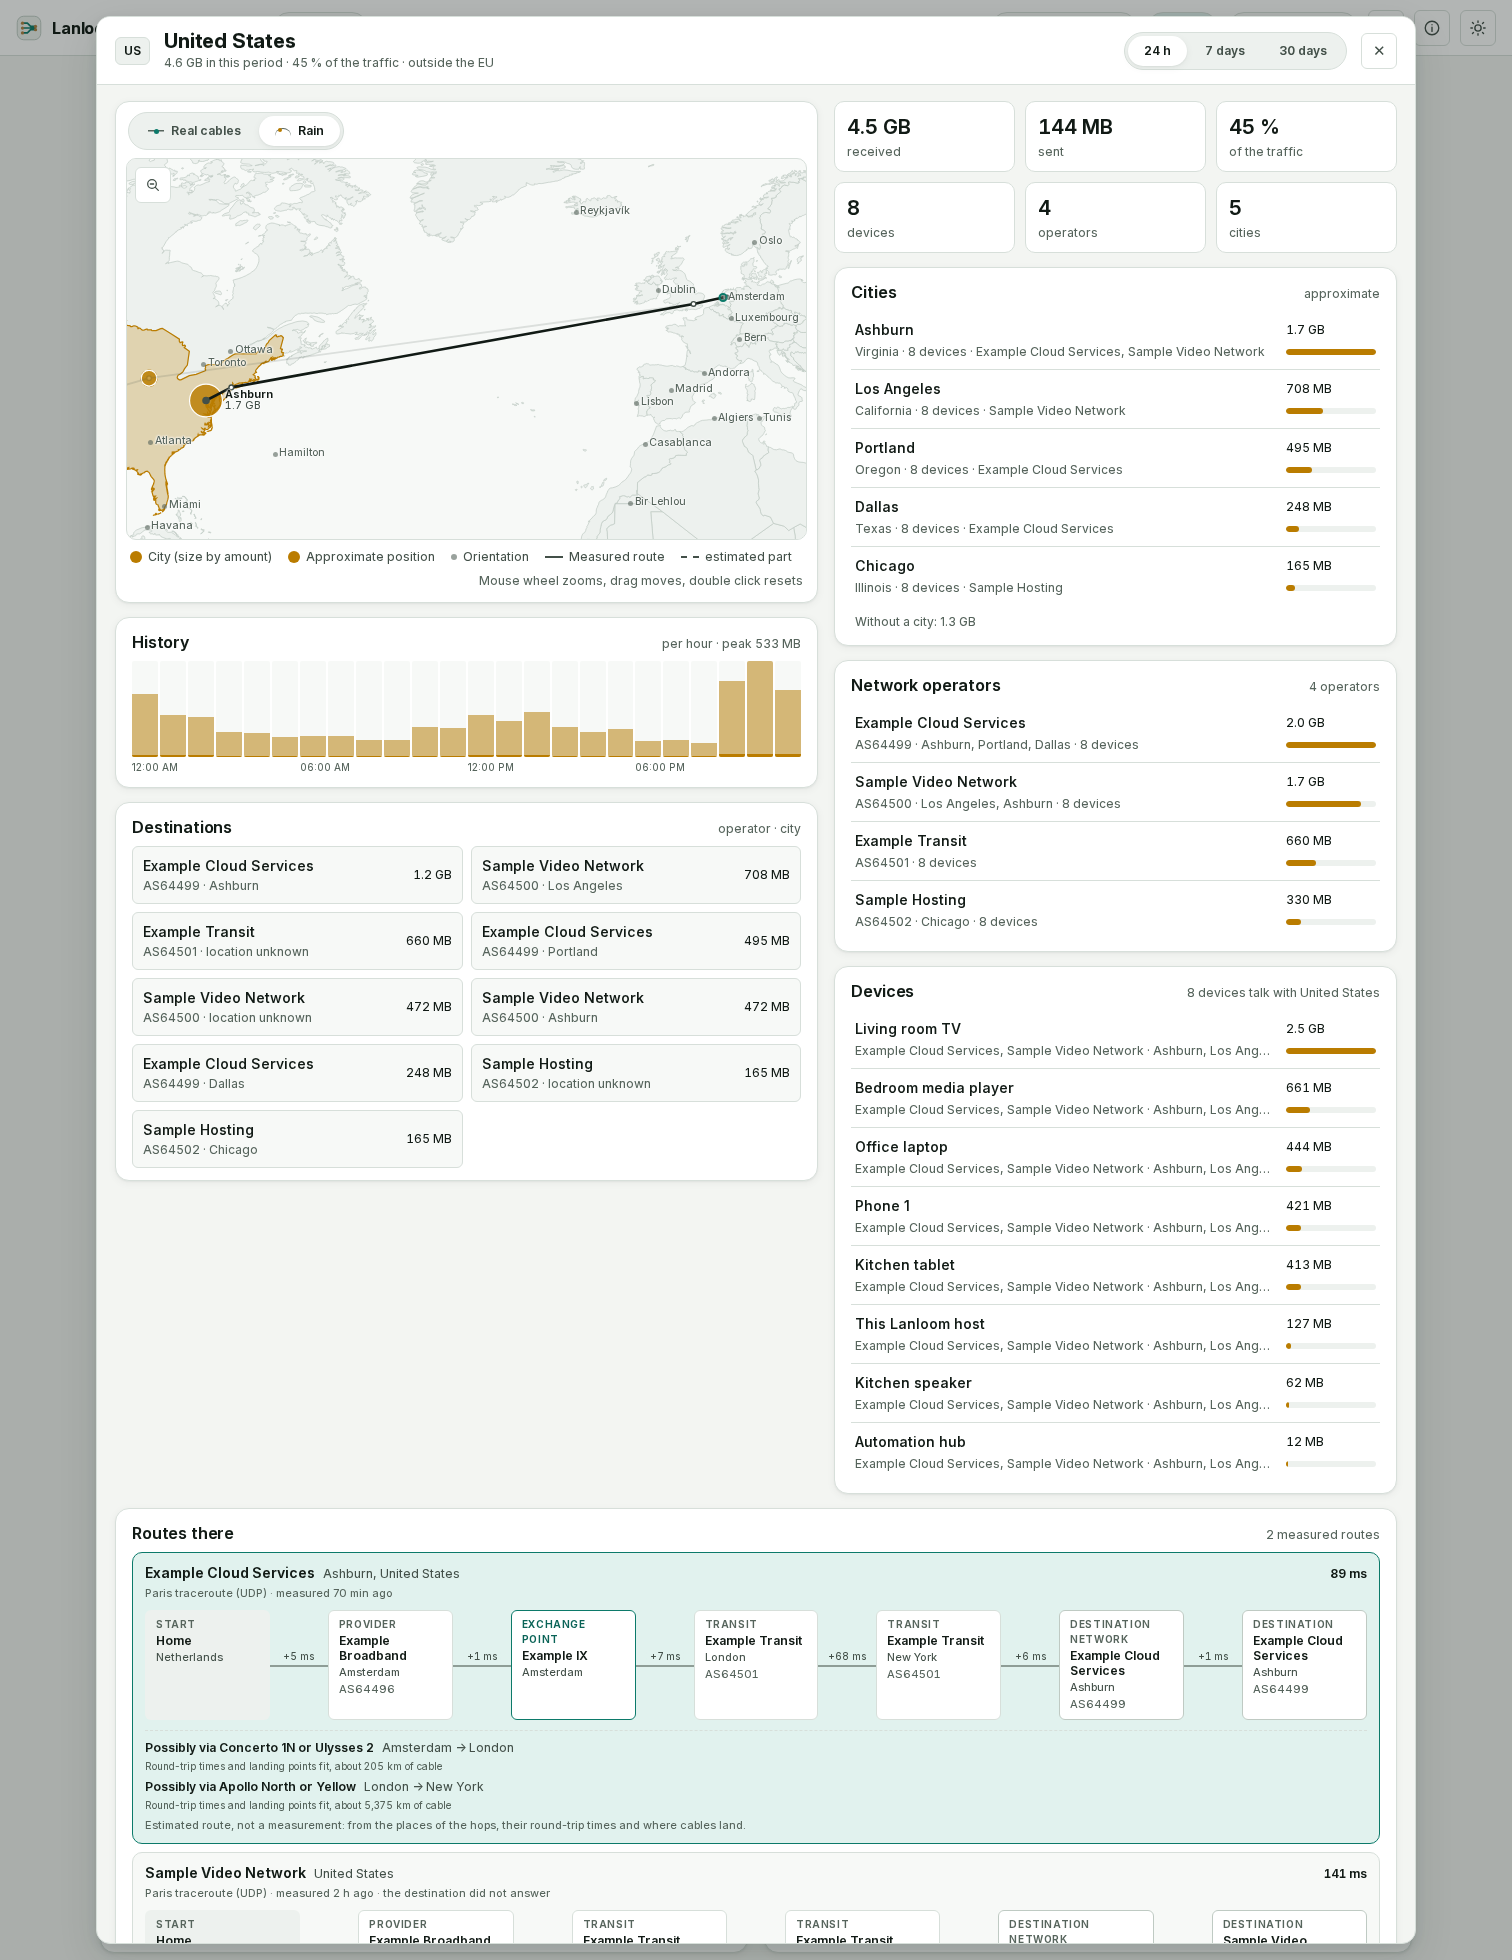 US
United States
4.6 GB in this period · 45 % of the traffic · outside the EU
24 h
7 days
30 days
Real cables
Rain
Reykjavík
Oslo
Dublin
Amsterdam
Luxembourg
Bern
Ottawa
Toronto
Andorra
Madrid
Ashburn
1.7 GB
Lisbon
Algiers
Tunis
Atlanta
Casablanca
Hamilton
Miami
Bir Lehlou
Havana
City (size by amount)
Approximate position
Orientation
Measured route
estimated part
Mouse wheel zooms, drag moves, double click resets
History
per hour · peak 533 MB
12:00 AM
06:00 AM
12:00 PM
06:00 PM
Destinations
operator · city
Example Cloud Services
AS64499 · Ashburn
1.2 GB
Sample Video Network
AS64500 · Los Angeles
708 MB
Example Transit
AS64501 · location unknown
660 MB
Example Cloud Services
AS64499 · Portland
495 MB
Sample Video Network
AS64500 · location unknown
472 MB
Sample Video Network
AS64500 · Ashburn
472 MB
Example Cloud Services
AS64499 · Dallas
248 MB
Sample Hosting
AS64502 · location unknown
165 MB
Sample Hosting
AS64502 · Chicago
165 MB
4.5 GB
received
144 MB
sent
45 %
of the traffic
8
devices
4
operators
5
cities
Cities
approximate
Ashburn
1.7 GB
Virginia · 8 devices · Example Cloud Services, Sample Video Network
Los Angeles
708 MB
California · 8 devices · Sample Video Network
Portland
495 MB
Oregon · 8 devices · Example Cloud Services
Dallas
248 MB
Texas · 8 devices · Example Cloud Services
Chicago
165 MB
Illinois · 8 devices · Sample Hosting
Without a city: 1.3 GB
Network operators
4 operators
Example Cloud Services
2.0 GB
AS64499 · Ashburn, Portland, Dallas · 8 devices
Sample Video Network
1.7 GB
AS64500 · Los Angeles, Ashburn · 8 devices
Example Transit
660 MB
AS64501 · 8 devices
Sample Hosting
330 MB
AS64502 · Chicago · 8 devices
Devices
8 devices talk with United States
Living room TV
2.5 GB
Example Cloud Services, Sample Video Network · Ashburn, Los Ang…
Bedroom media player
661 MB
Example Cloud Services, Sample Video Network · Ashburn, Los Ang…
Office laptop
444 MB
Example Cloud Services, Sample Video Network · Ashburn, Los Ang…
Phone 1
421 MB
Example Cloud Services, Sample Video Network · Ashburn, Los Ang…
Kitchen tablet
413 MB
Example Cloud Services, Sample Video Network · Ashburn, Los Ang…
This Lanloom host
127 MB
Example Cloud Services, Sample Video Network · Ashburn, Los Ang…
Kitchen speaker
62 MB
Example Cloud Services, Sample Video Network · Ashburn, Los Ang…
Automation hub
12 MB
Example Cloud Services, Sample Video Network · Ashburn, Los Ang…
Routes there
2 measured routes
Example Cloud Services Ashburn, United States
89 ms
Paris traceroute (UDP) · measured 70 min ago
START
Home
Netherlands
+5 ms
PROVIDER
Example
Broadband
Amsterdam
AS64496
+1 ms
EXCHANGE
POINT
Example IX
Amsterdam
+7 ms
TRANSIT
Example Transit
London
AS64501
+68 ms
TRANSIT
Example Transit
New York
AS64501
+6 ms
DESTINATION
NETWORK
Example Cloud
Services
Ashburn
AS64499
+1 ms
DESTINATION
Example Cloud
Services
Ashburn
AS64499
Possibly via Concerto 1N or Ulysses 2 Amsterdam → London
Round-trip times and landing points fit, about 205 km of cable
Possibly via Apollo North or Yellow London → New York
Round-trip times and landing points fit, about 5,375 km of cable
Estimated route, not a measurement: from the places of the hops, their round-trip times and where cables land.
Sample Video Network United States
141 ms
Paris traceroute (UDP) · measured 2 h ago · the destination did not answer
START
Home
PROVIDER
Example Broadband
TRANSIT
Example Transit
TRANSIT
Example Transit
DESTINATION
NETWORK
DESTINATION
Sample Video